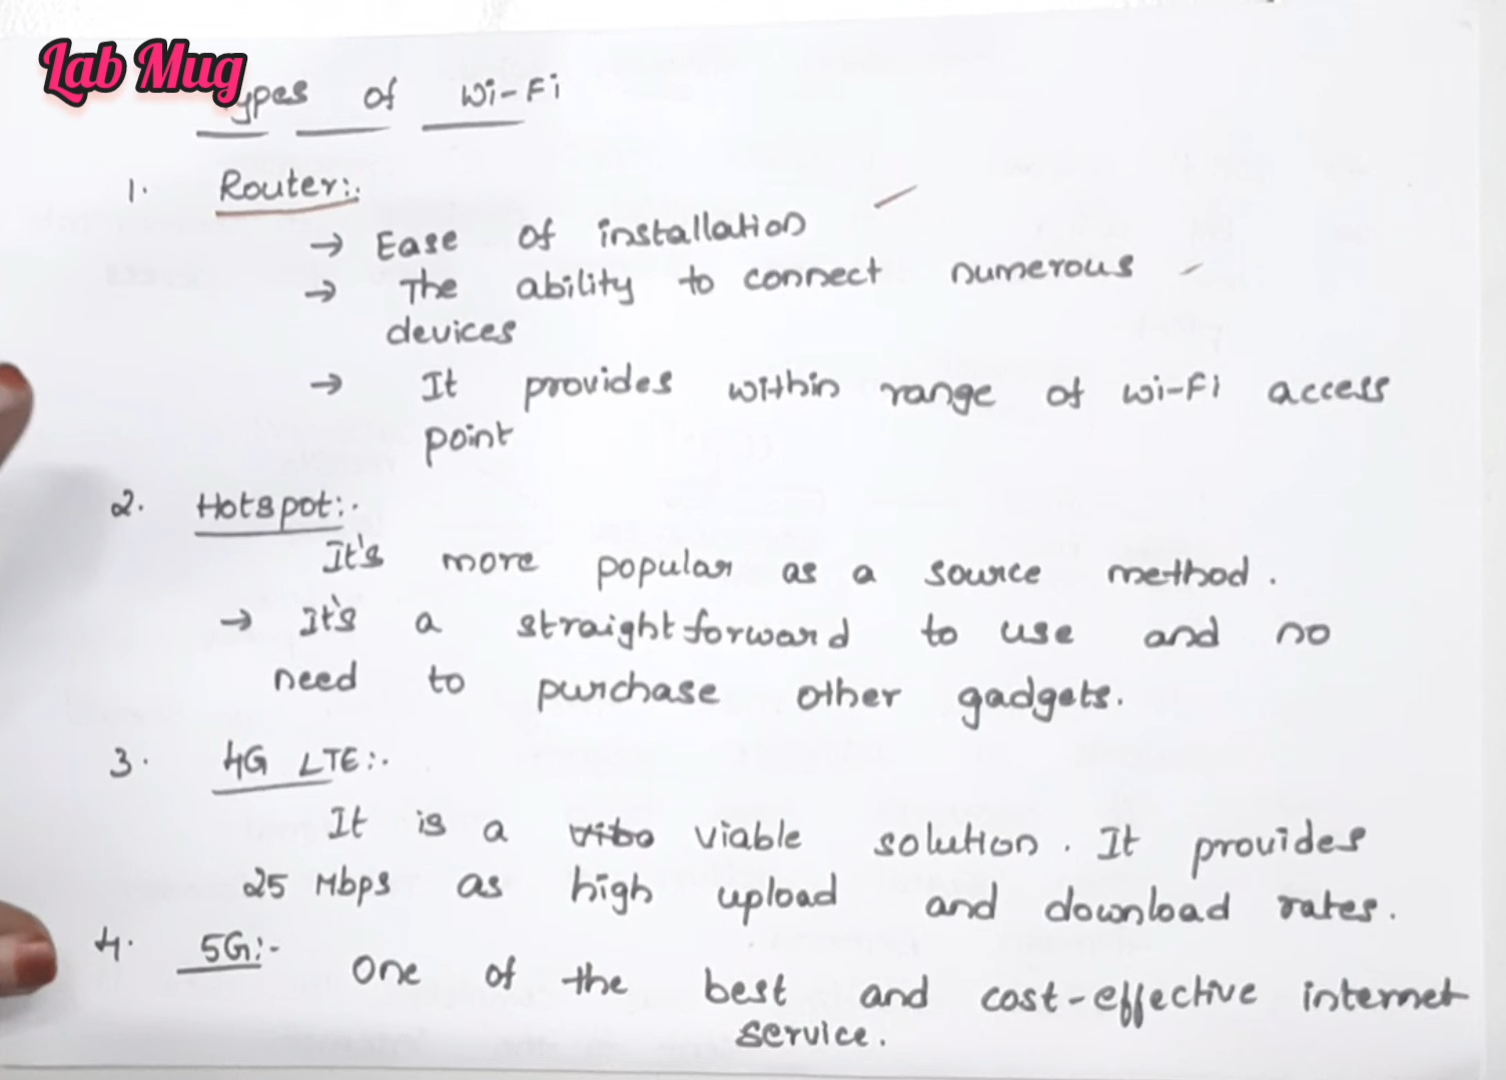 Lab Mug
ypes of Wi-Fi
1. Router:.
→ Ease of installation
→ The ability to connect numerous
devices
→ It provides within range of Wi-Fi access
point
2. Hotspot:.
It's more popular as a source method.
→ It's a straightforward to use and no
need to purchase other gadgets.
3. 4G LTE:.
It is a viable solution. It provides
25 Mbps as high upload and download rates.
4. 5G:-
One of the best and cost-effective internet
service.